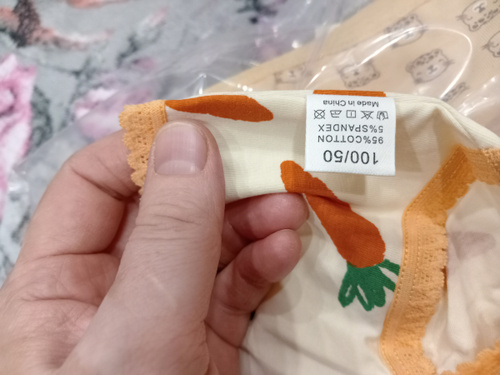 100/50
95%COTTON
5%SPANDEX
Made in China